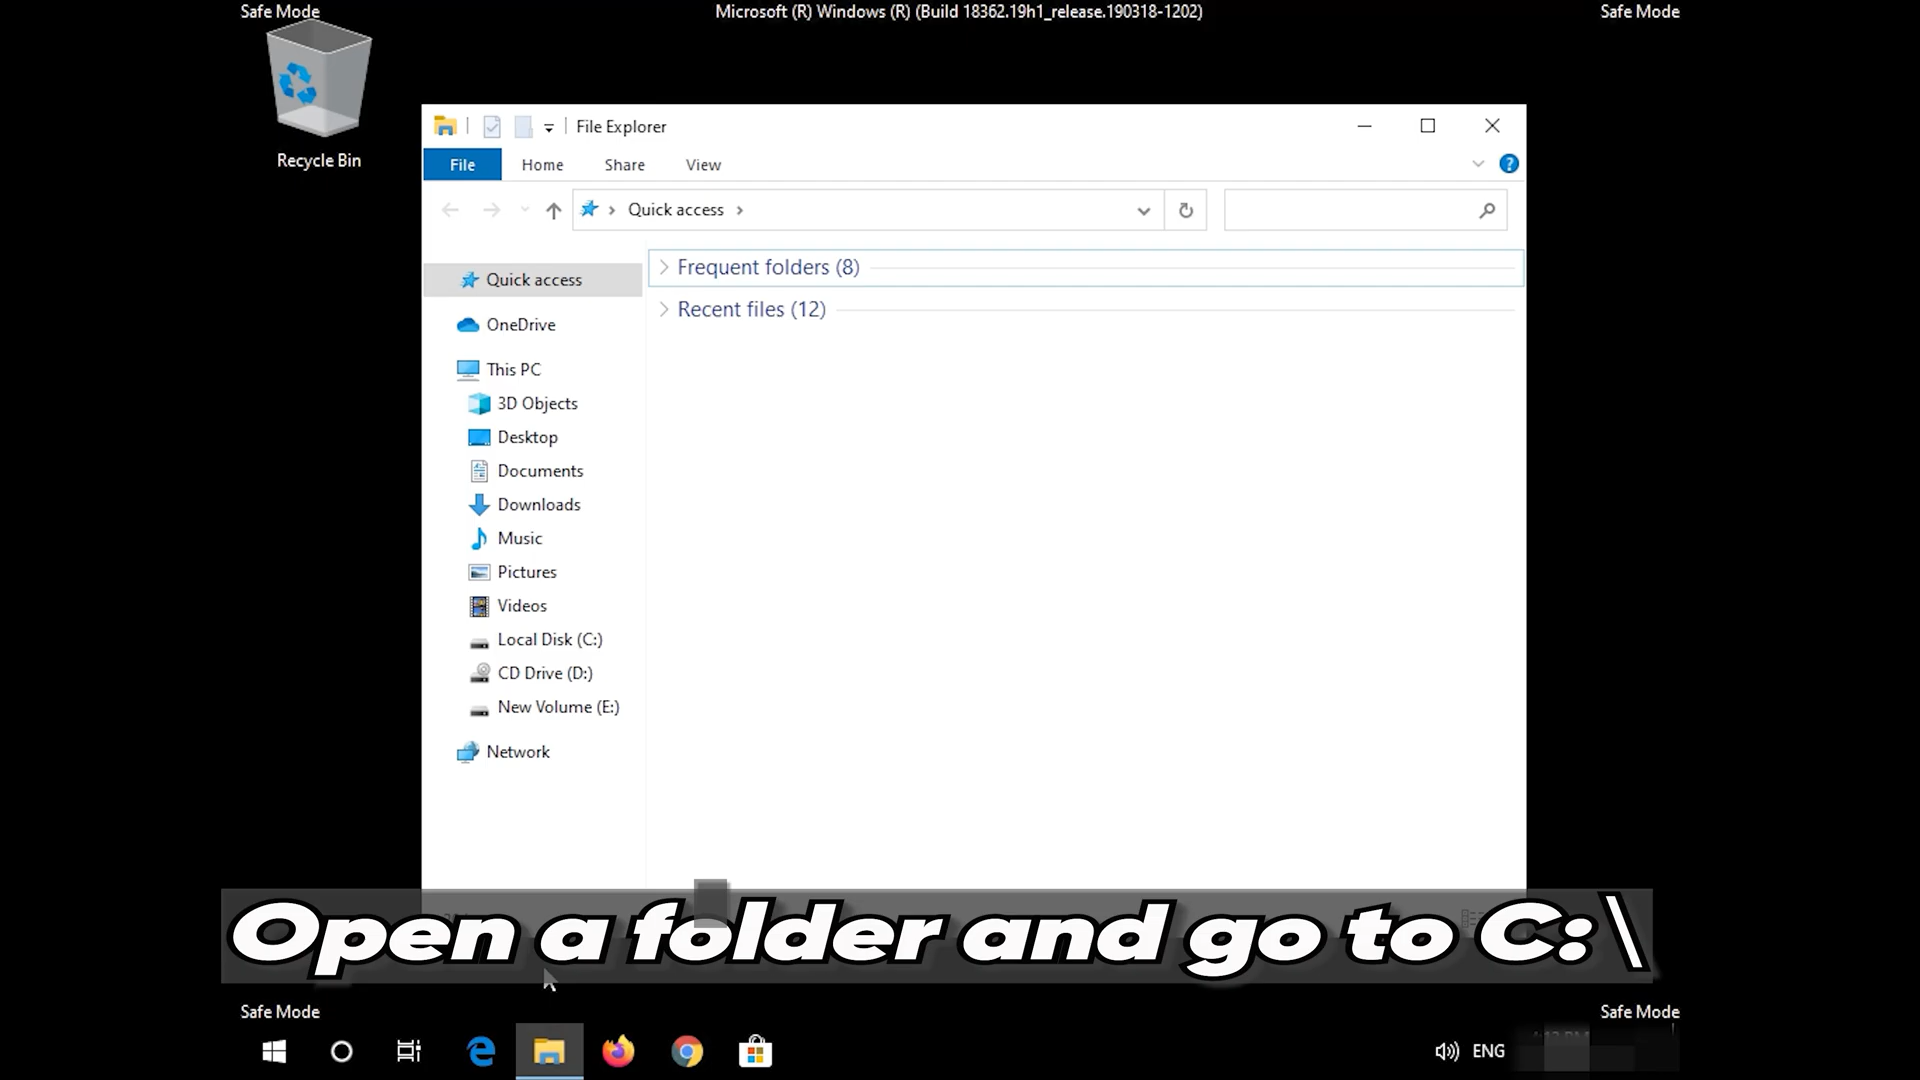 Safe Mode
Microsoft (R) Windows (R) (Build 18362.19h1_release.190318-1202)
Safe Mode
Recycle Bin
File Explorer
File
Home
Share
View
Quick access
Frequent folders (8)
Recent files (12)
Quick access
OneDrive
This PC
3D Objects
Desktop
Documents
Downloads
Music
Pictures
Videos
Local Disk (C:)
CD Drive (D:)
New Volume (E:)
Network
Open a folder and go to C:\
Safe Mode
Safe Mode
ENG